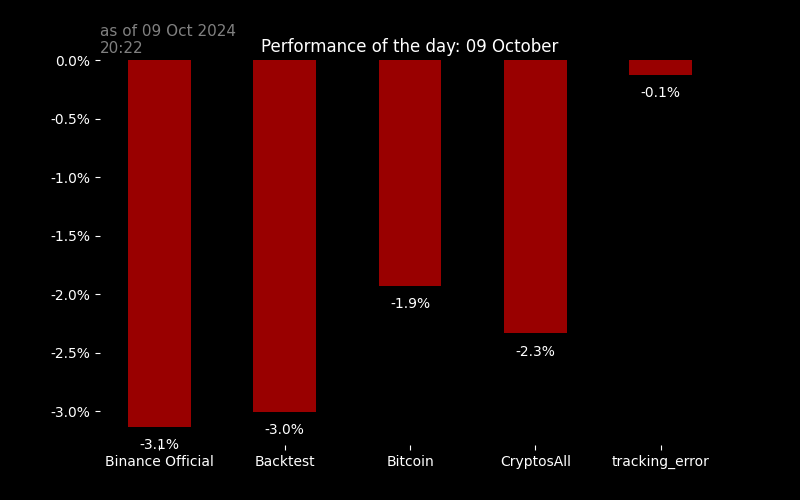 as of 09 Oct 2024
20:22
Performance of the day: 09 October
0.0%
-0.5%
-1.0%
-1.5%
-2.0%
-2.5%
-3.0%
-3.1%
-3.0%
-1.9%
-2.3%
-0.1%
Binance Official
Backtest
Bitcoin
CryptosAll
tracking_error